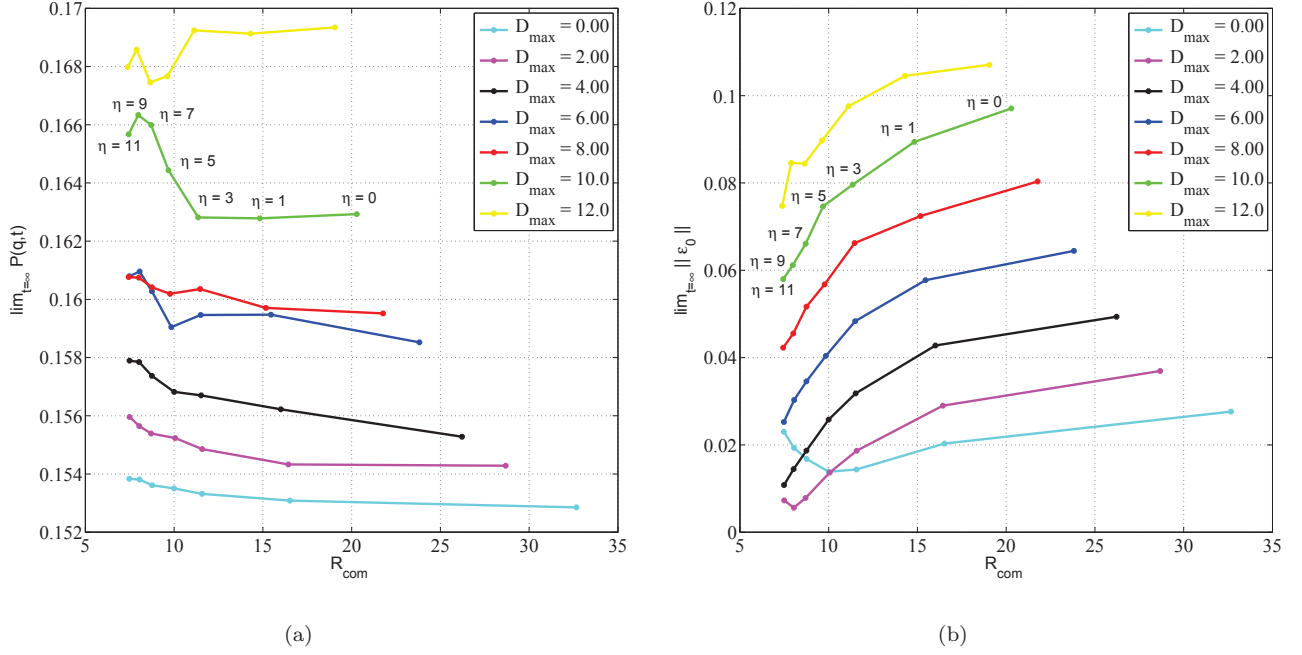 0.17
0.168
0.166
0.164
0.162
0.16
0.158
0.156
0.154
0.152
5
10
15
20
25
30
35
R_com
lim_{t=∞} P(q,t)
η = 9
η = 7
η = 11
η = 5
η = 3
η = 1
η = 0
D_max = 0.00
D_max = 2.00
D_max = 4.00
D_max = 6.00
D_max = 8.00
D_max = 10.0
D_max = 12.0
(a)
0.12
0.1
0.08
0.06
0.04
0.02
0
5
10
15
20
25
30
35
R_com
lim_{t=∞} || ε_0 ||
η = 0
η = 1
η = 3
η = 5
η = 7
η = 9
η = 11
D_max = 0.00
D_max = 2.00
D_max = 4.00
D_max = 6.00
D_max = 8.00
D_max = 10.0
D_max = 12.0
(b)